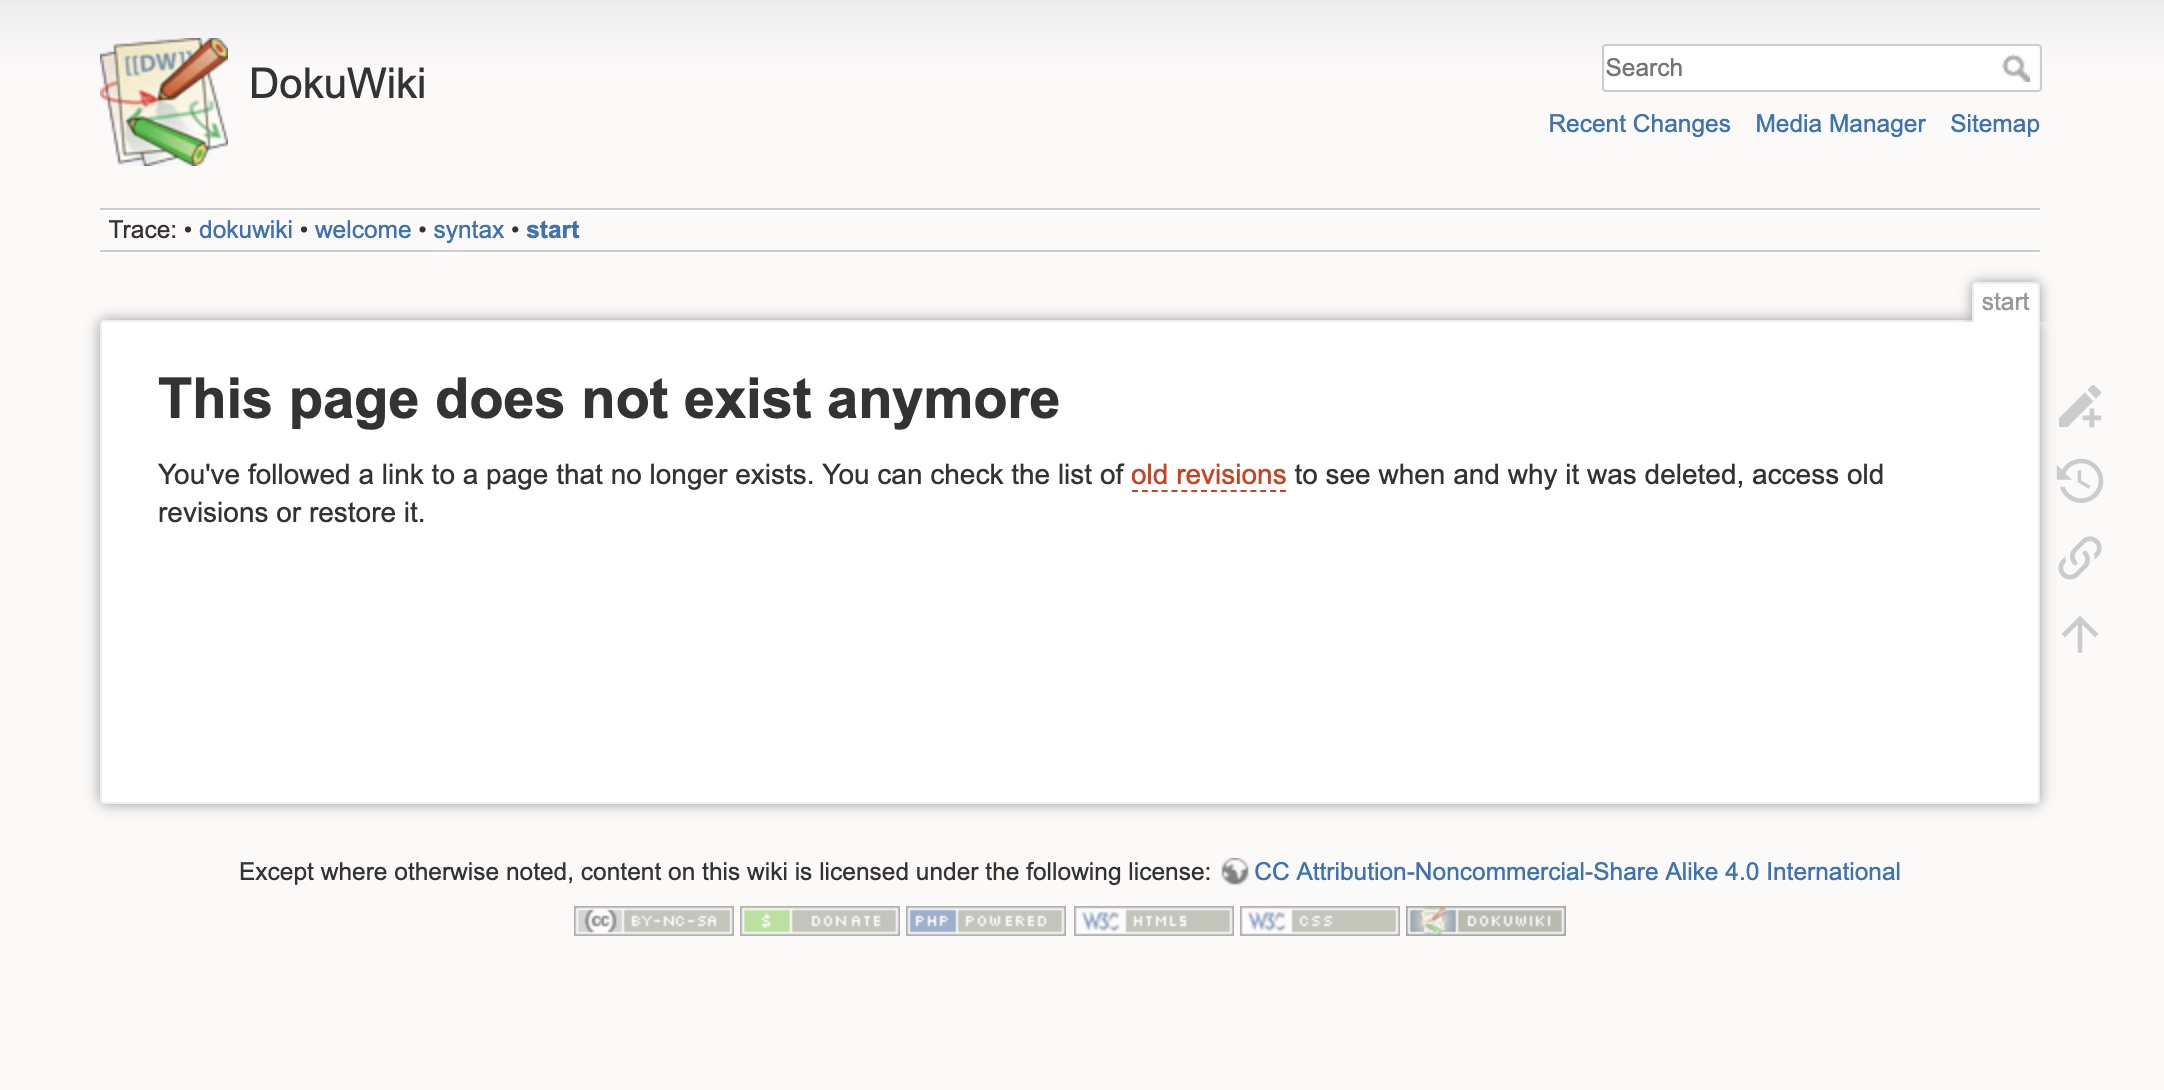 [[DW]]
DokuWiki
Search
Recent Changes Media Manager Sitemap
Trace: • dokuwiki • welcome • syntax • start
start
This page does not exist anymore
You've followed a link to a page that no longer exists. You can check the list of old revisions to see when and why it was deleted, access old
revisions or restore it.
Except where otherwise noted, content on this wiki is licensed under the following license: CC Attribution-Noncommercial-Share Alike 4.0 International
(cc) BY-NC-SA $ DONATE PHP POWERED W3C HTML5 W3C CSS DOKUWIKI